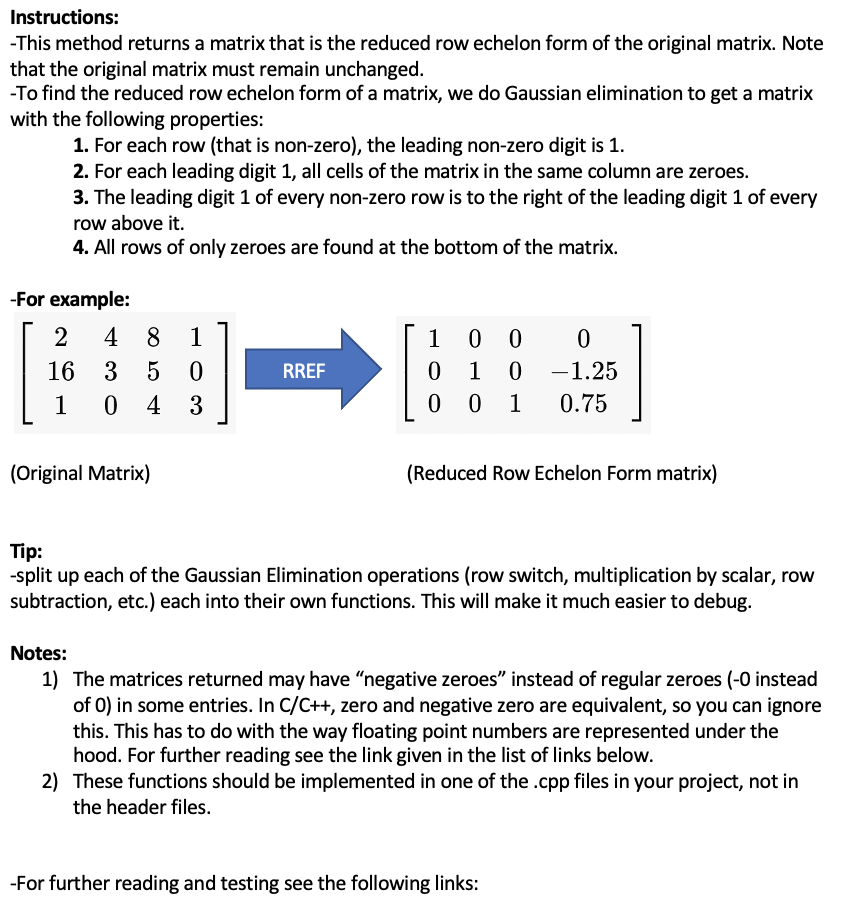 Instructions:
-This method returns a matrix that is the reduced row echelon form of the original matrix. Note
that the original matrix must remain unchanged.
-To find the reduced row echelon form of a matrix, we do Gaussian elimination to get a matrix
with the following properties:
1. For each row (that is non-zero), the leading non-zero digit is 1.
2. For each leading digit 1, all cells of the matrix in the same column are zeroes.
3. The leading digit 1 of every non-zero row is to the right of the leading digit 1 of every
row above it.
4. All rows of only zeroes are found at the bottom of the matrix.
-For example:
2 4 8 1
16 3 5 0
1 0 4 3
RREF
1 0 0 0
0 1 0 −1.25
0 0 1 0.75
(Original Matrix)
(Reduced Row Echelon Form matrix)
Tip:
-split up each of the Gaussian Elimination operations (row switch, multiplication by scalar, row
subtraction, etc.) each into their own functions. This will make it much easier to debug.
Notes:
1) The matrices returned may have “negative zeroes” instead of regular zeroes (-0 instead
of 0) in some entries. In C/C++, zero and negative zero are equivalent, so you can ignore
this. This has to do with the way floating point numbers are represented under the
hood. For further reading see the link given in the list of links below.
2) These functions should be implemented in one of the .cpp files in your project, not in
the header files.
-For further reading and testing see the following links: